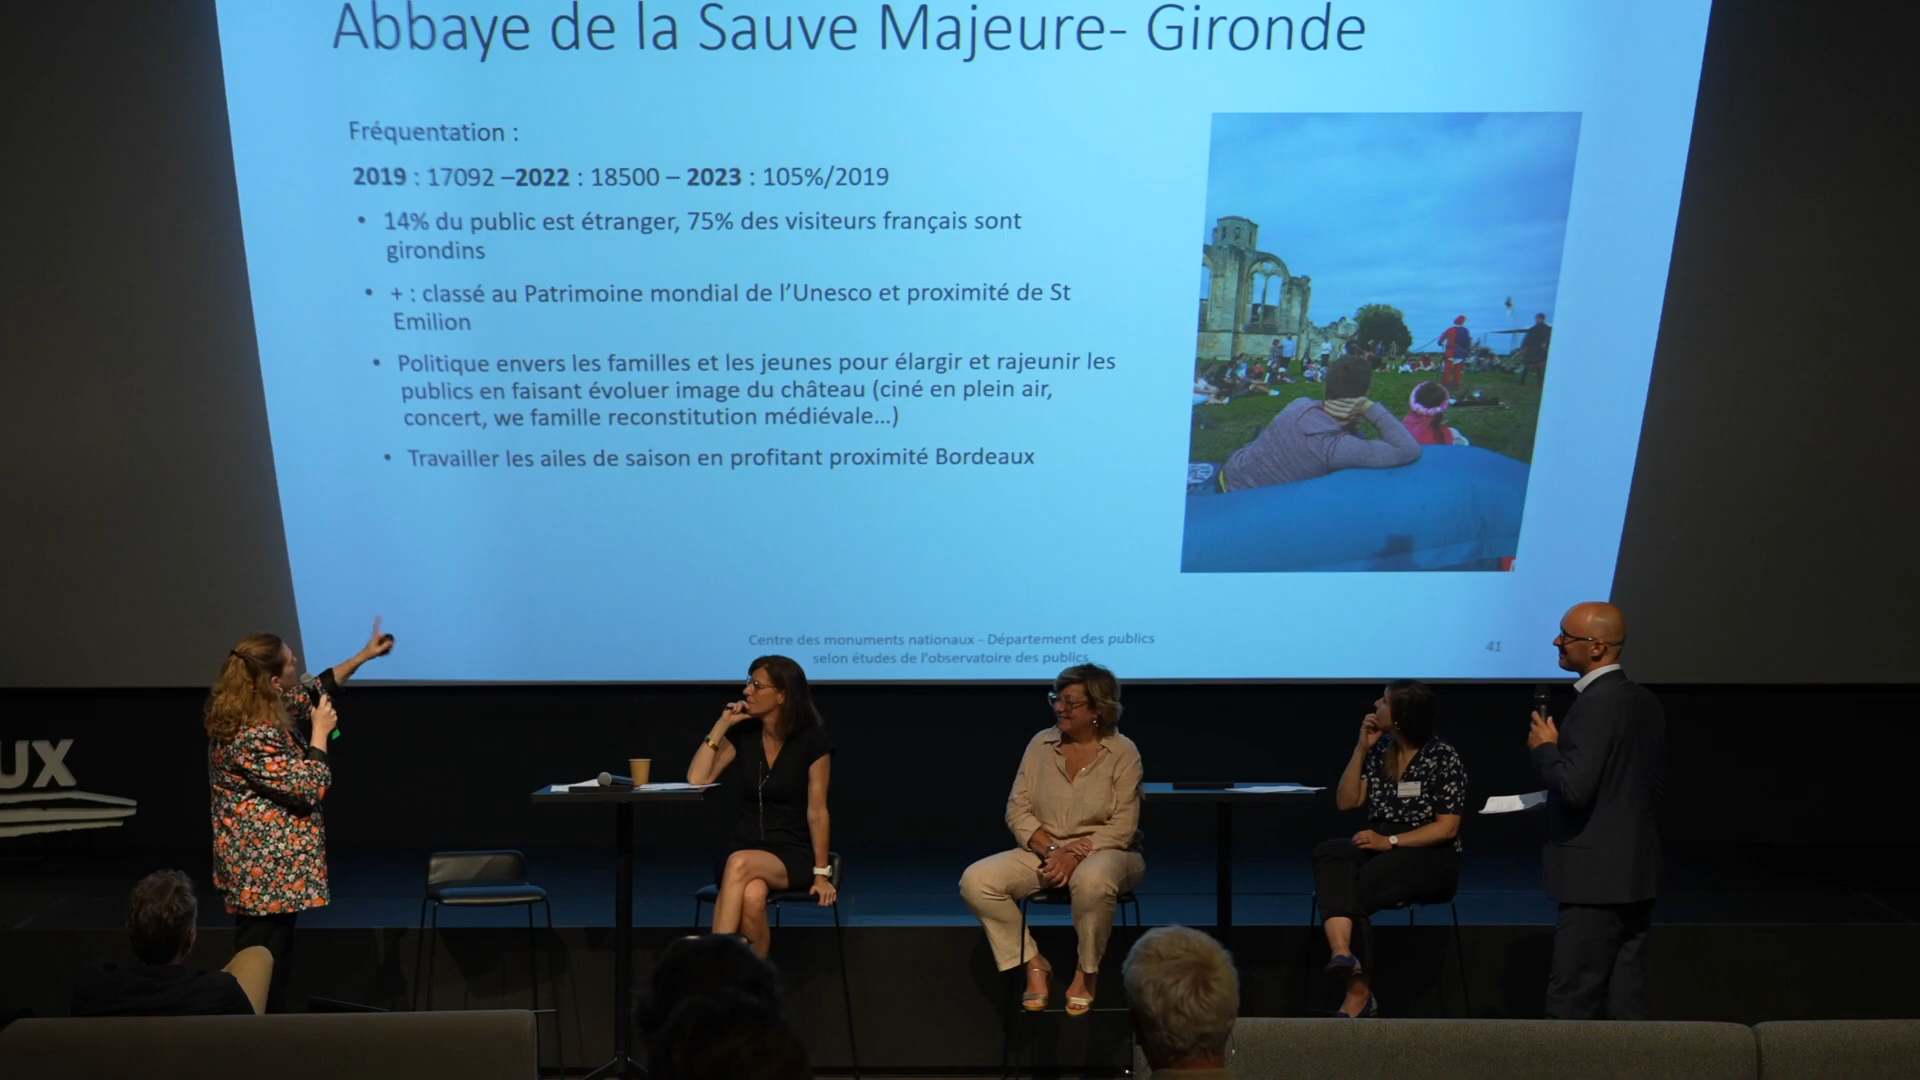 Abbaye de la Sauve Majeure- Gironde
Fréquentation :
2019 : 17092 –2022 : 18500 – 2023 : 105%/2019
• 14% du public est étranger, 75% des visiteurs français sont
girondins
• + : classé au Patrimoine mondial de l’Unesco et proximité de St
Emilion
• Politique envers les familles et les jeunes pour élargir et rajeunir les
publics en faisant évoluer image du château (ciné en plein air,
concert, we famille reconstitution médiévale...)
• Travailler les ailes de saison en profitant proximité Bordeaux
Centre des monuments nationaux - Département des publics
selon études de l'observatoire des publics
41
UX